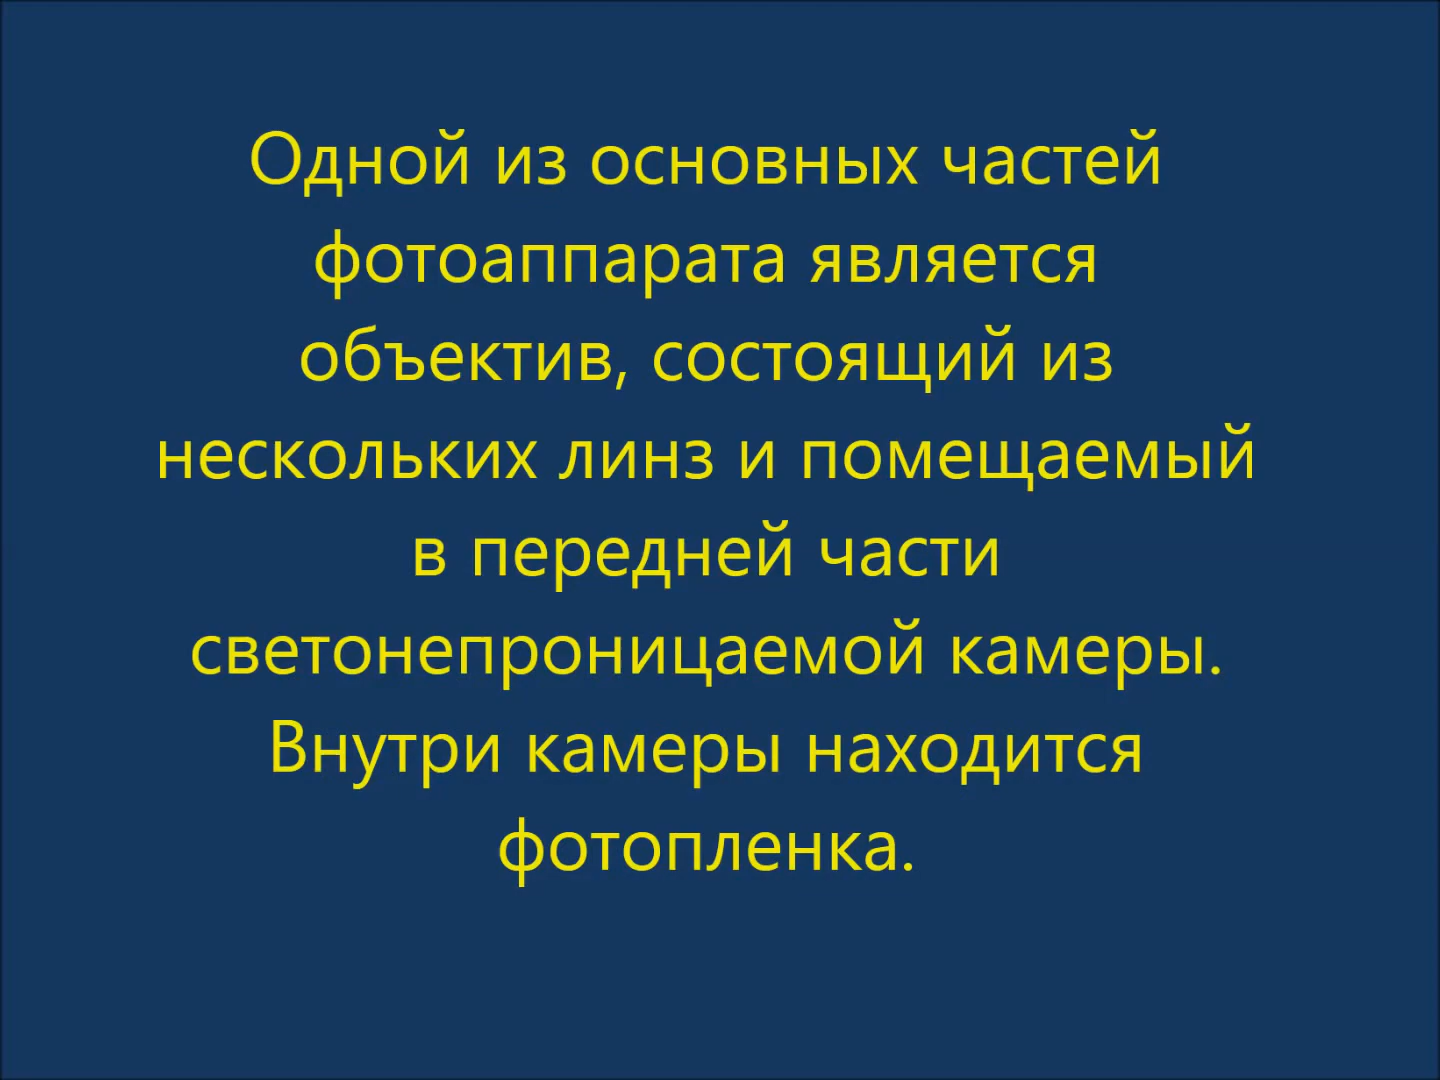 Одной из основных частей
фотоаппарата является
объектив, состоящий из
нескольких линз и помещаемый
в передней части
светонепроницаемой камеры.
Внутри камеры находится
фотопленка.